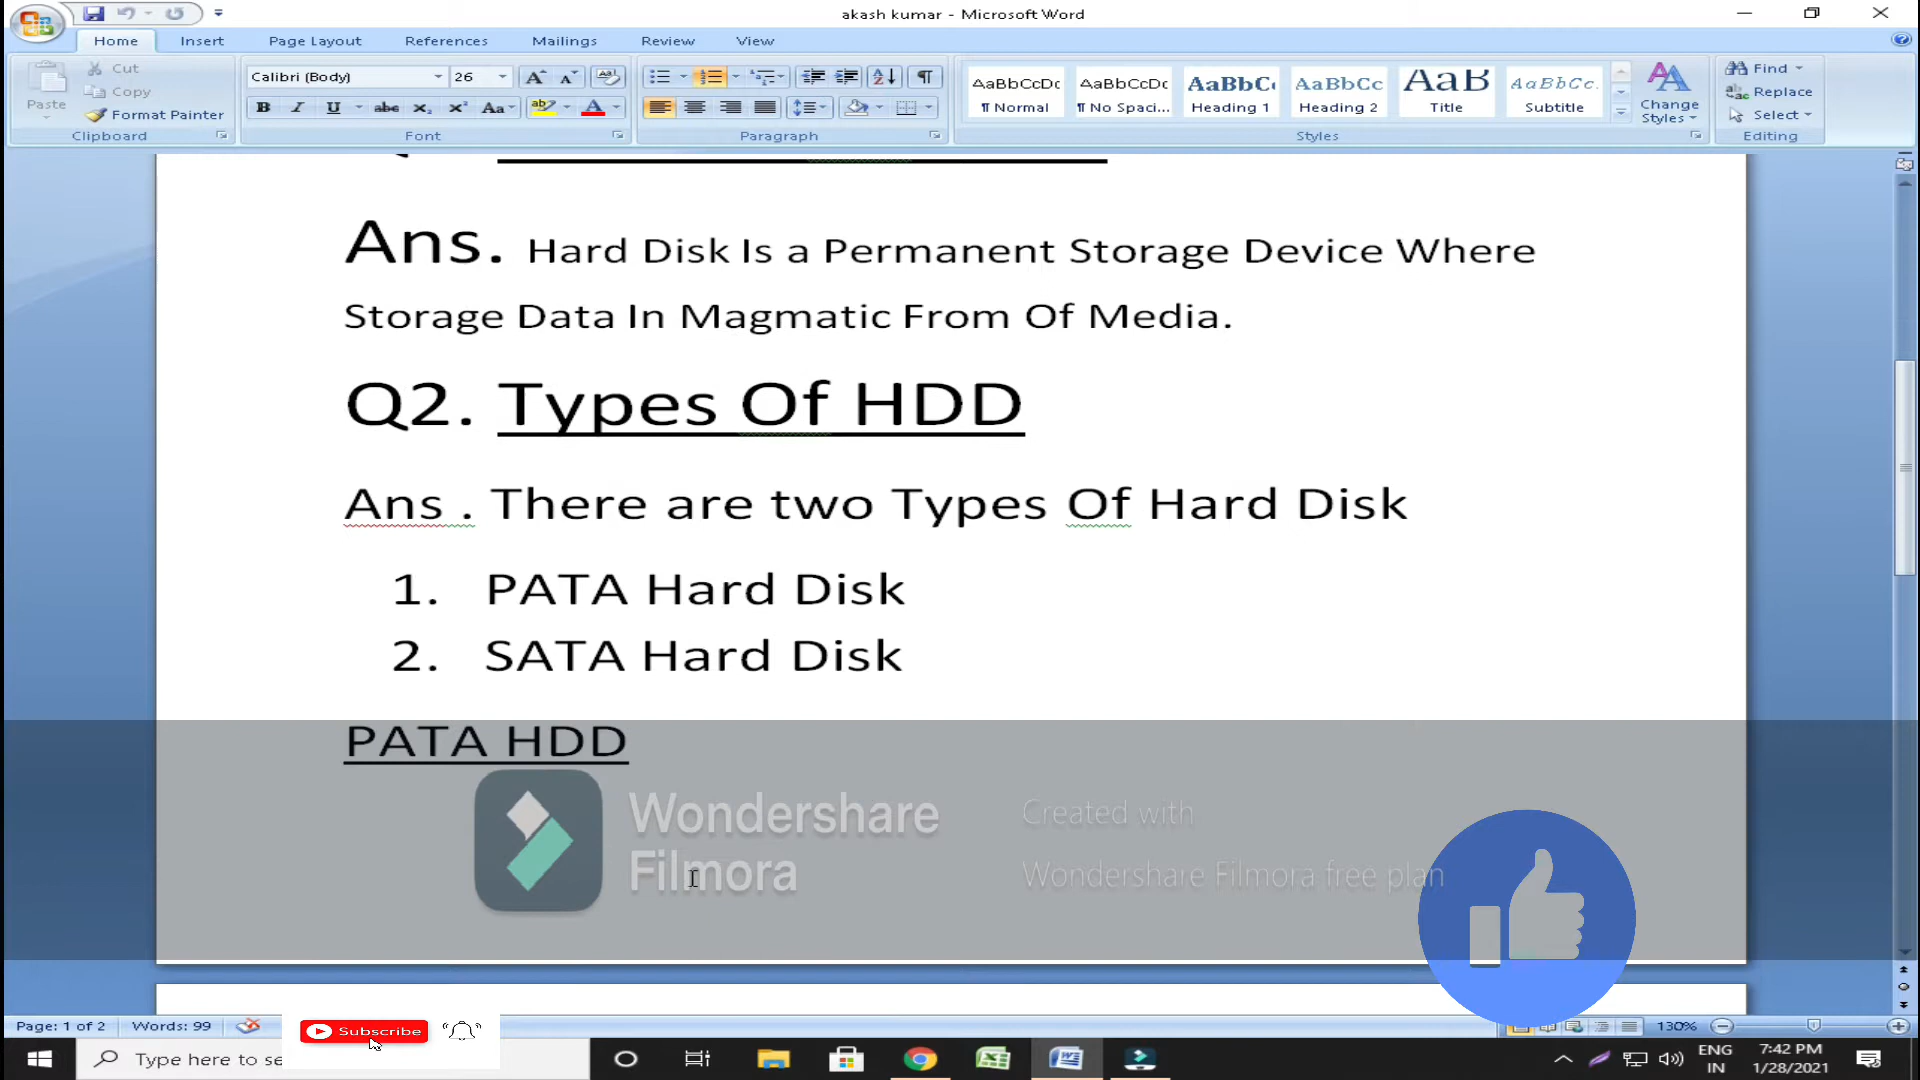 akash kumar - Microsoft Word
Home Insert Page Layout References Mailings Review View
Paste
Cut
Copy
Format Painter
Clipboard
Calibri (Body) 26
Font
Paragraph
AaBbCcDc AaBbCcDc AaBbC AaBbCc AaB AaBbCc.
¶ Normal ¶ No Spaci... Heading 1 Heading 2 Title Subtitle
Change Styles
Styles
Find
Replace
Select
Editing
Ans. Hard Disk Is a Permanent Storage Device Where
Storage Data In Magmatic From Of Media.
Q2. Types Of HDD
Ans . There are two Types Of Hard Disk
1. PATA Hard Disk
2. SATA Hard Disk
PATA HDD
Wondershare
Filmora
Created with
Wondershare Filmora free plan
Page: 1 of 2 Words: 99
Subscribe
130%
Type here to se
ENG
IN
7:42 PM
1/28/2021